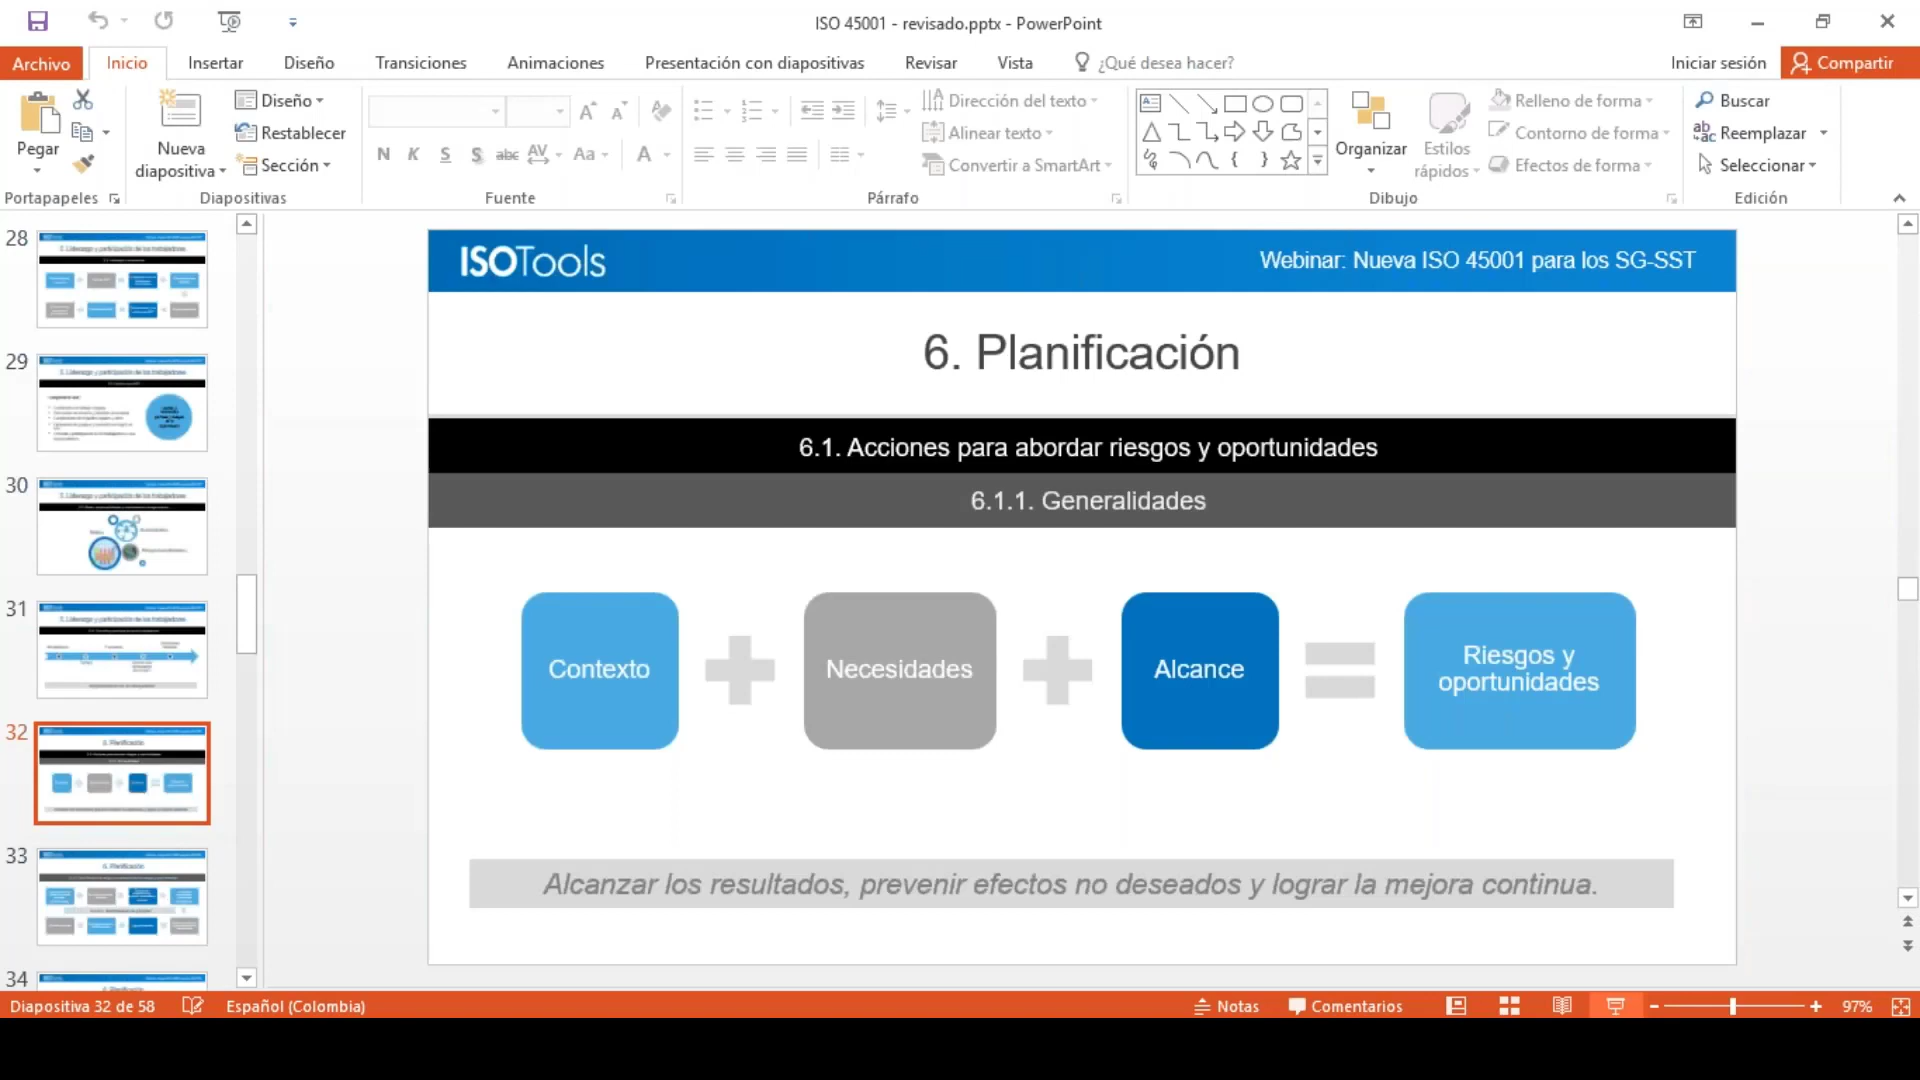 ISO 45001 - revisado.pptx - PowerPoint
Archivo Inicio Insertar Diseño Transiciones Animaciones Presentación con diapositivas Revisar Vista ¿Qué desea hacer? Iniciar sesión Compartir
Pegar
Nueva diapositiva
Diseño
Restablecer
Sección
N K S S abc AV Aa A
Dirección del texto
Alinear texto
Convertir a SmartArt
Organizar
Estilos rápidos
Relleno de forma
Contorno de forma
Efectos de forma
Buscar
Reemplazar
Seleccionar
Portapapeles Diapositivas Fuente Párrafo Dibujo Edición
28
29
30
31
32
33
34
ISOTools
Webinar: Nueva ISO 45001 para los SG-SST
6. Planificación
6.1. Acciones para abordar riesgos y oportunidades
6.1.1. Generalidades
Contexto
Necesidades
Alcance
Riesgos y
oportunidades
Alcanzar los resultados, prevenir efectos no deseados y lograr la mejora continua.
Diapositiva 32 de 58 Español (Colombia) Notas Comentarios 97%